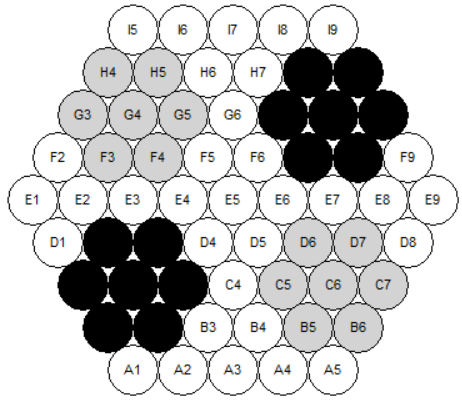 I5 I6 I7 I8 I9
H4 H5 H6 H7
G3 G4 G5 G6
F2 F3 F4 F5 F6 F9
E1 E2 E3 E4 E5 E6 E7 E8 E9
D1 D4 D5 D6 D7 D8
C4 C5 C6 C7
B3 B4 B5 B6
A1 A2 A3 A4 A5